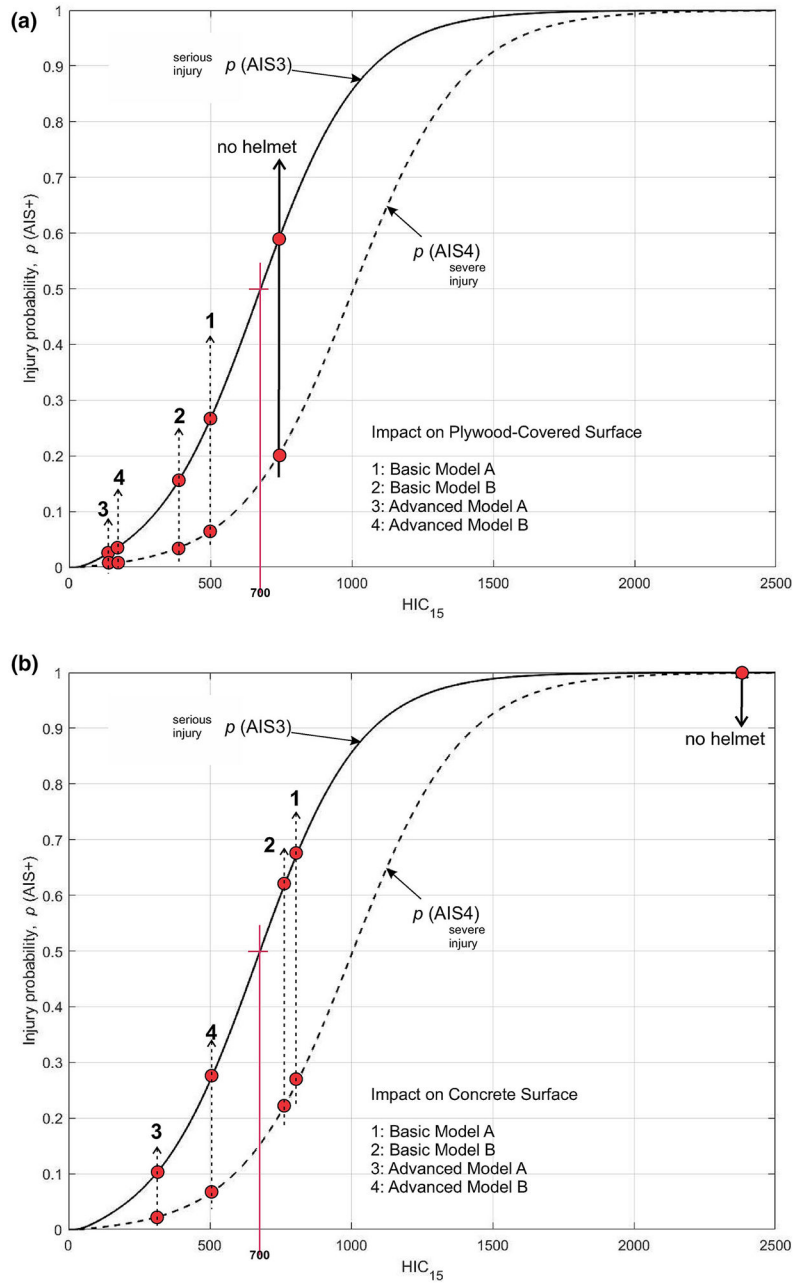 (a)
1
0.9
0.8
0.7
0.6
0.5
0.4
0.3
0.2
0.1
0
Injury probability, p (AIS+)
serious
injury
p (AIS3)
no helmet
p (AIS4)
severe
injury
1
2
4
3
Impact on Plywood-Covered Surface
1: Basic Model A
2: Basic Model B
3: Advanced Model A
4: Advanced Model B
0 500 1000 1500 2000 2500
700
HIC15
(b)
1
0.9
0.8
0.7
0.6
0.5
0.4
0.3
0.2
0.1
0
Injury probability, p (AIS+)
serious
injury
p (AIS3)
no helmet
1
2
p (AIS4)
severe
injury
4
3
Impact on Concrete Surface
1: Basic Model A
2: Basic Model B
3: Advanced Model A
4: Advanced Model B
0 500 1000 1500 2000 2500
700
HIC15